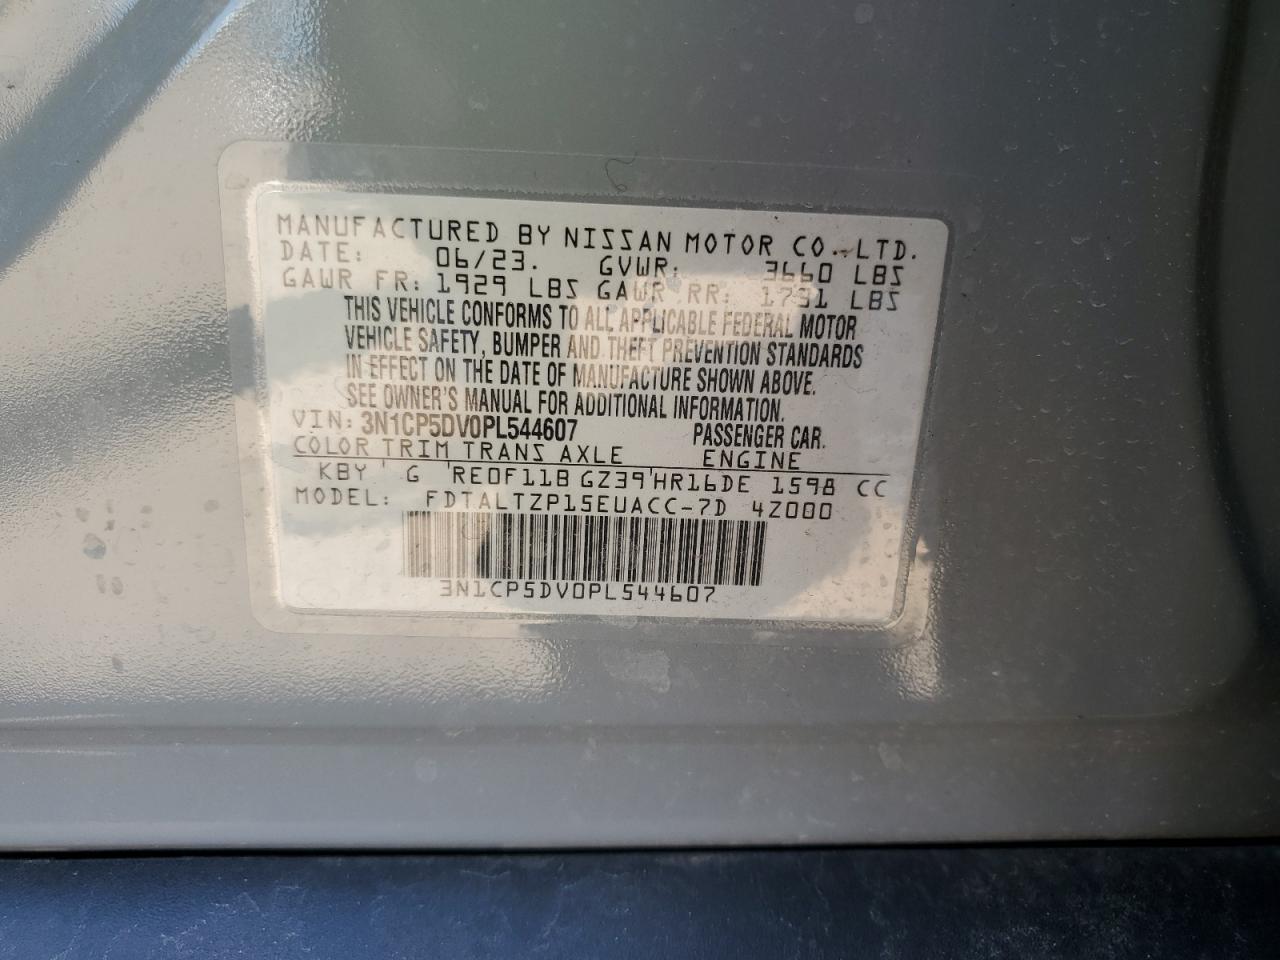 MANUFACTURED BY NISSAN MOTOR CO.,LTD.
DATE: 06/23. GVWR: 3660 LBS
GAWR FR: 1929 LBS GAWR RR: 1731 LBS
THIS VEHICLE CONFORMS TO ALL APPLICABLE FEDERAL MOTOR
VEHICLE SAFETY, BUMPER AND THEFT PREVENTION STANDARDS
IN EFFECT ON THE DATE OF MANUFACTURE SHOWN ABOVE.
SEE OWNER'S MANUAL FOR ADDITIONAL INFORMATION.
VIN: 3N1CP5DV0PL544607 PASSENGER CAR.
COLOR TRIM TRANS AXLE ENGINE
KBY G RE0F11B GZ39 HR16DE 1598 CC
MODEL: FDTALTZP15EUACC-7D 4Z000
3N1CP5DV0PL544607